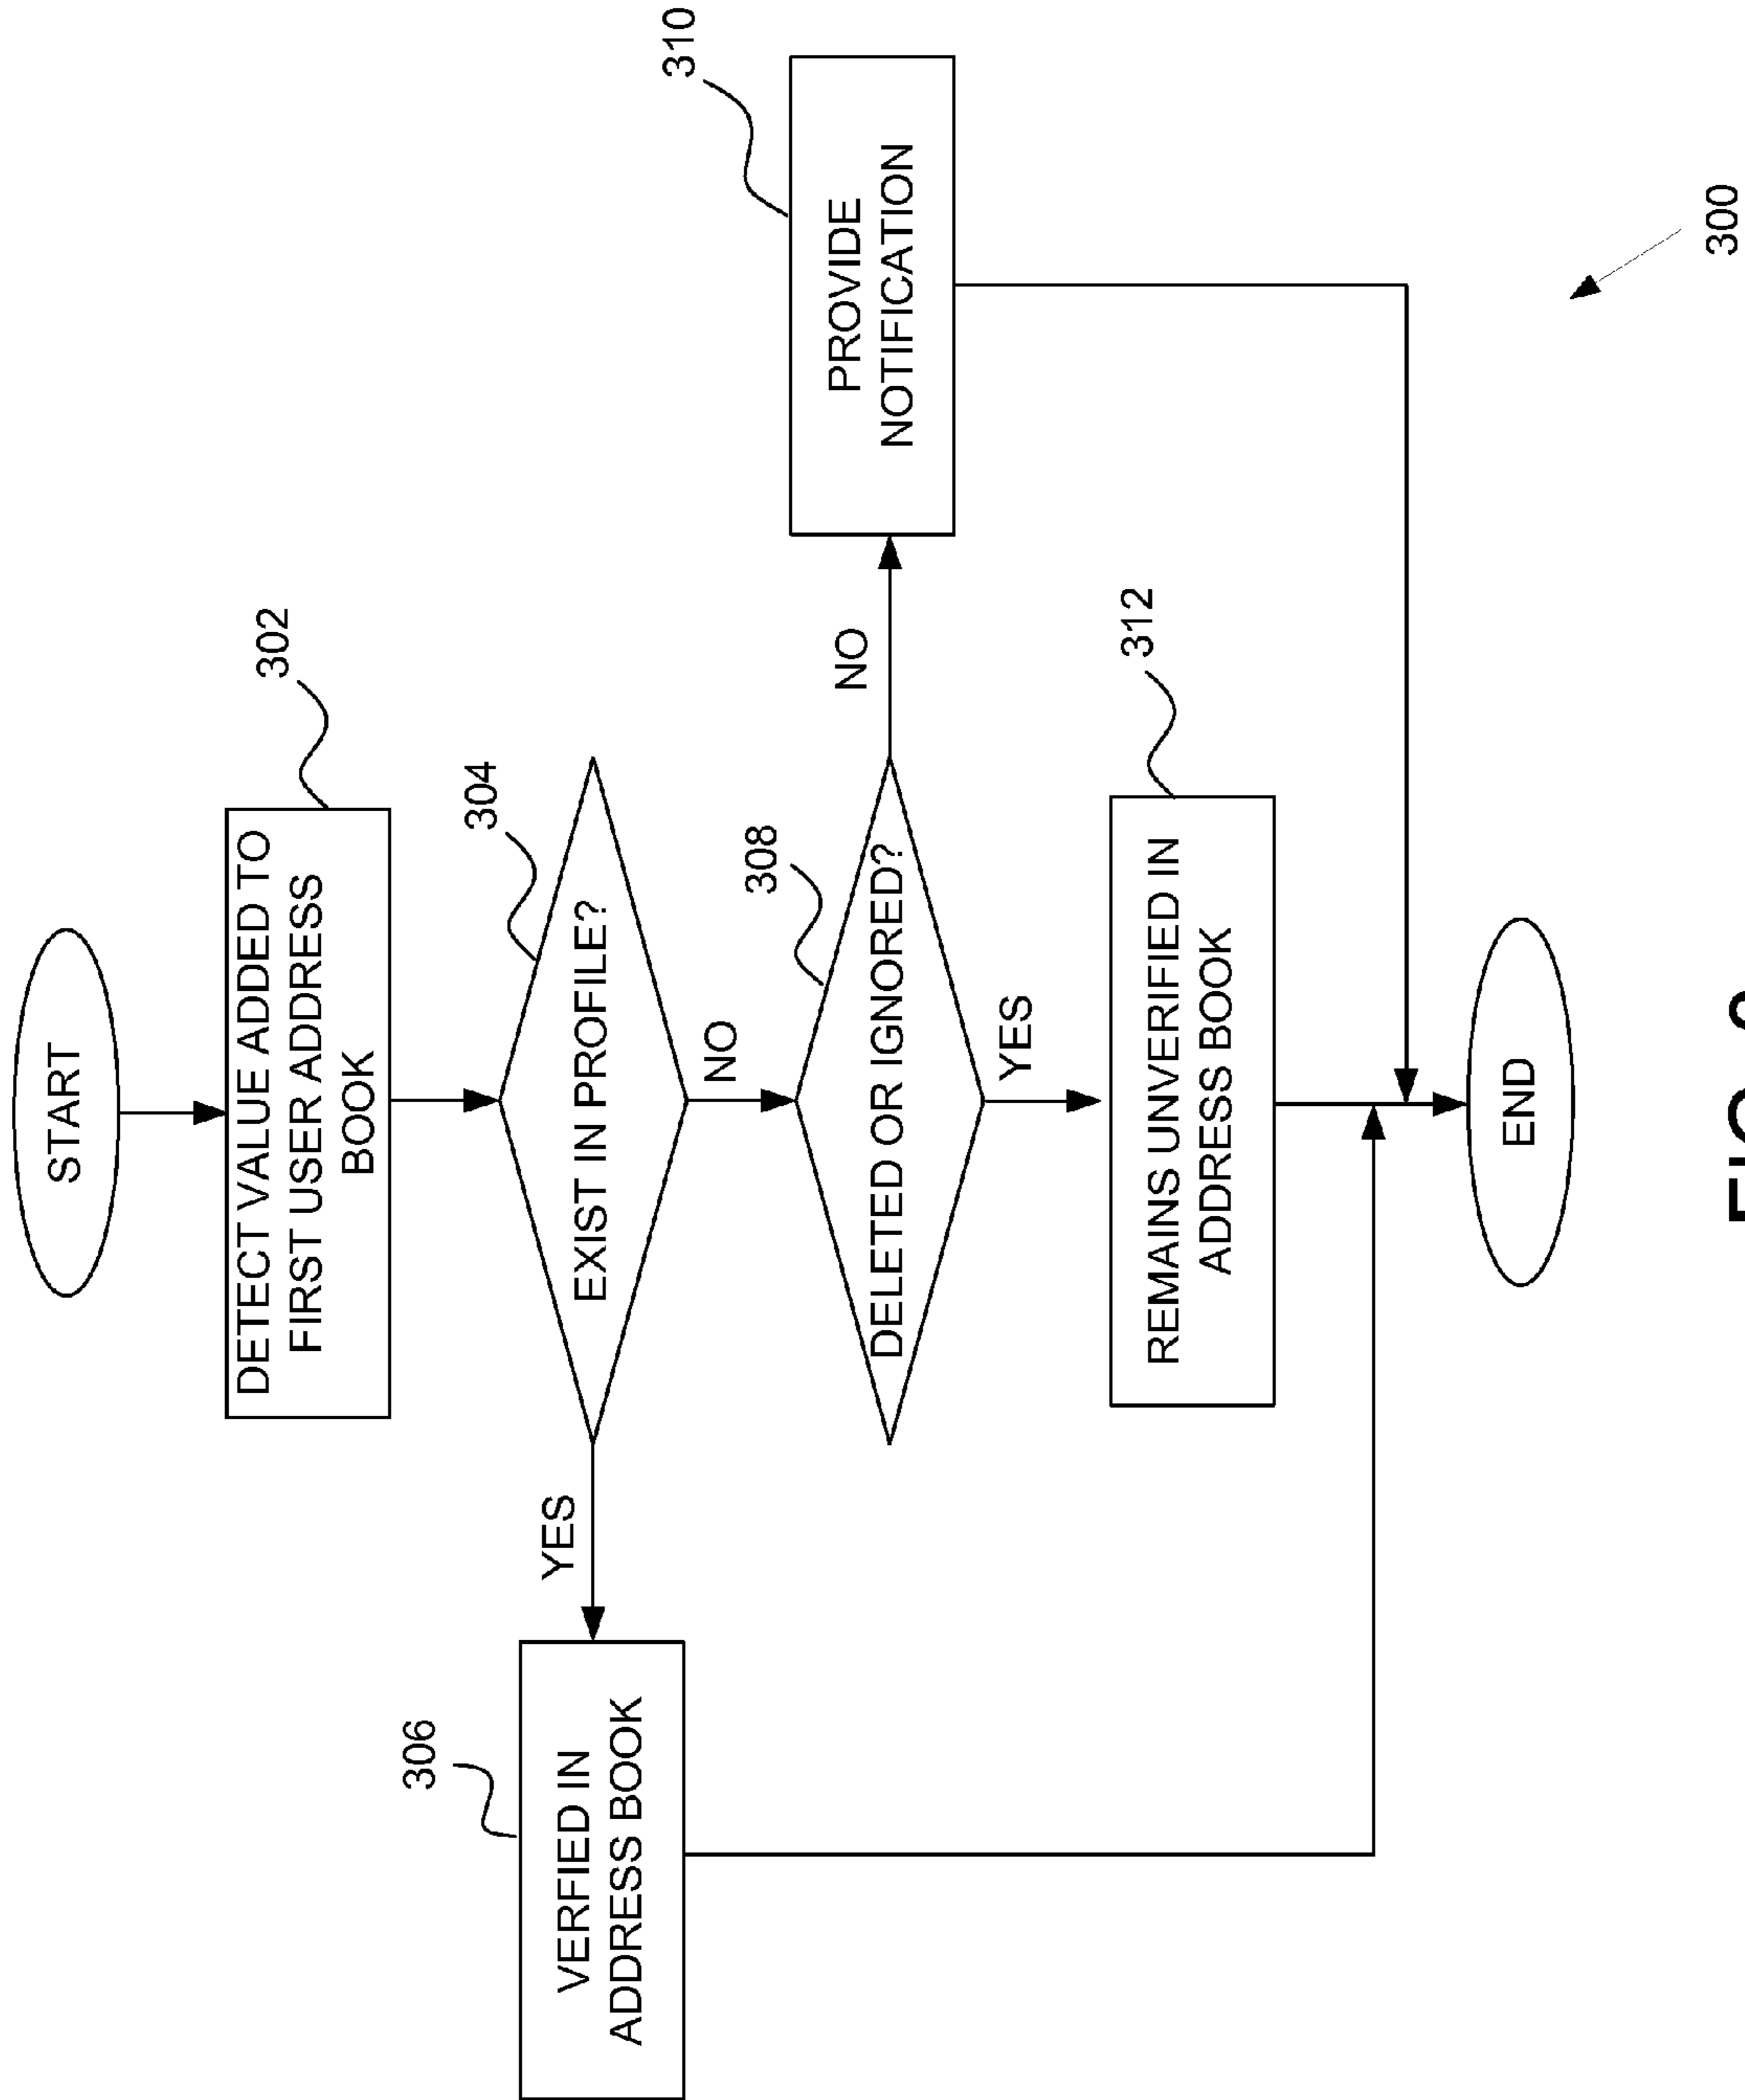 START
302
DETECT VALUE ADDED TO
FIRST USER ADDRESS
BOOK
304
EXIST IN PROFILE?
YES
NO
306
VERFIED IN
ADDRESS BOOK
308
DELETED OR IGNORED?
NO
YES
310
PROVIDE
NOTIFICATION
312
REMAINS UNVERIFIED IN
ADDRESS BOOK
END
300